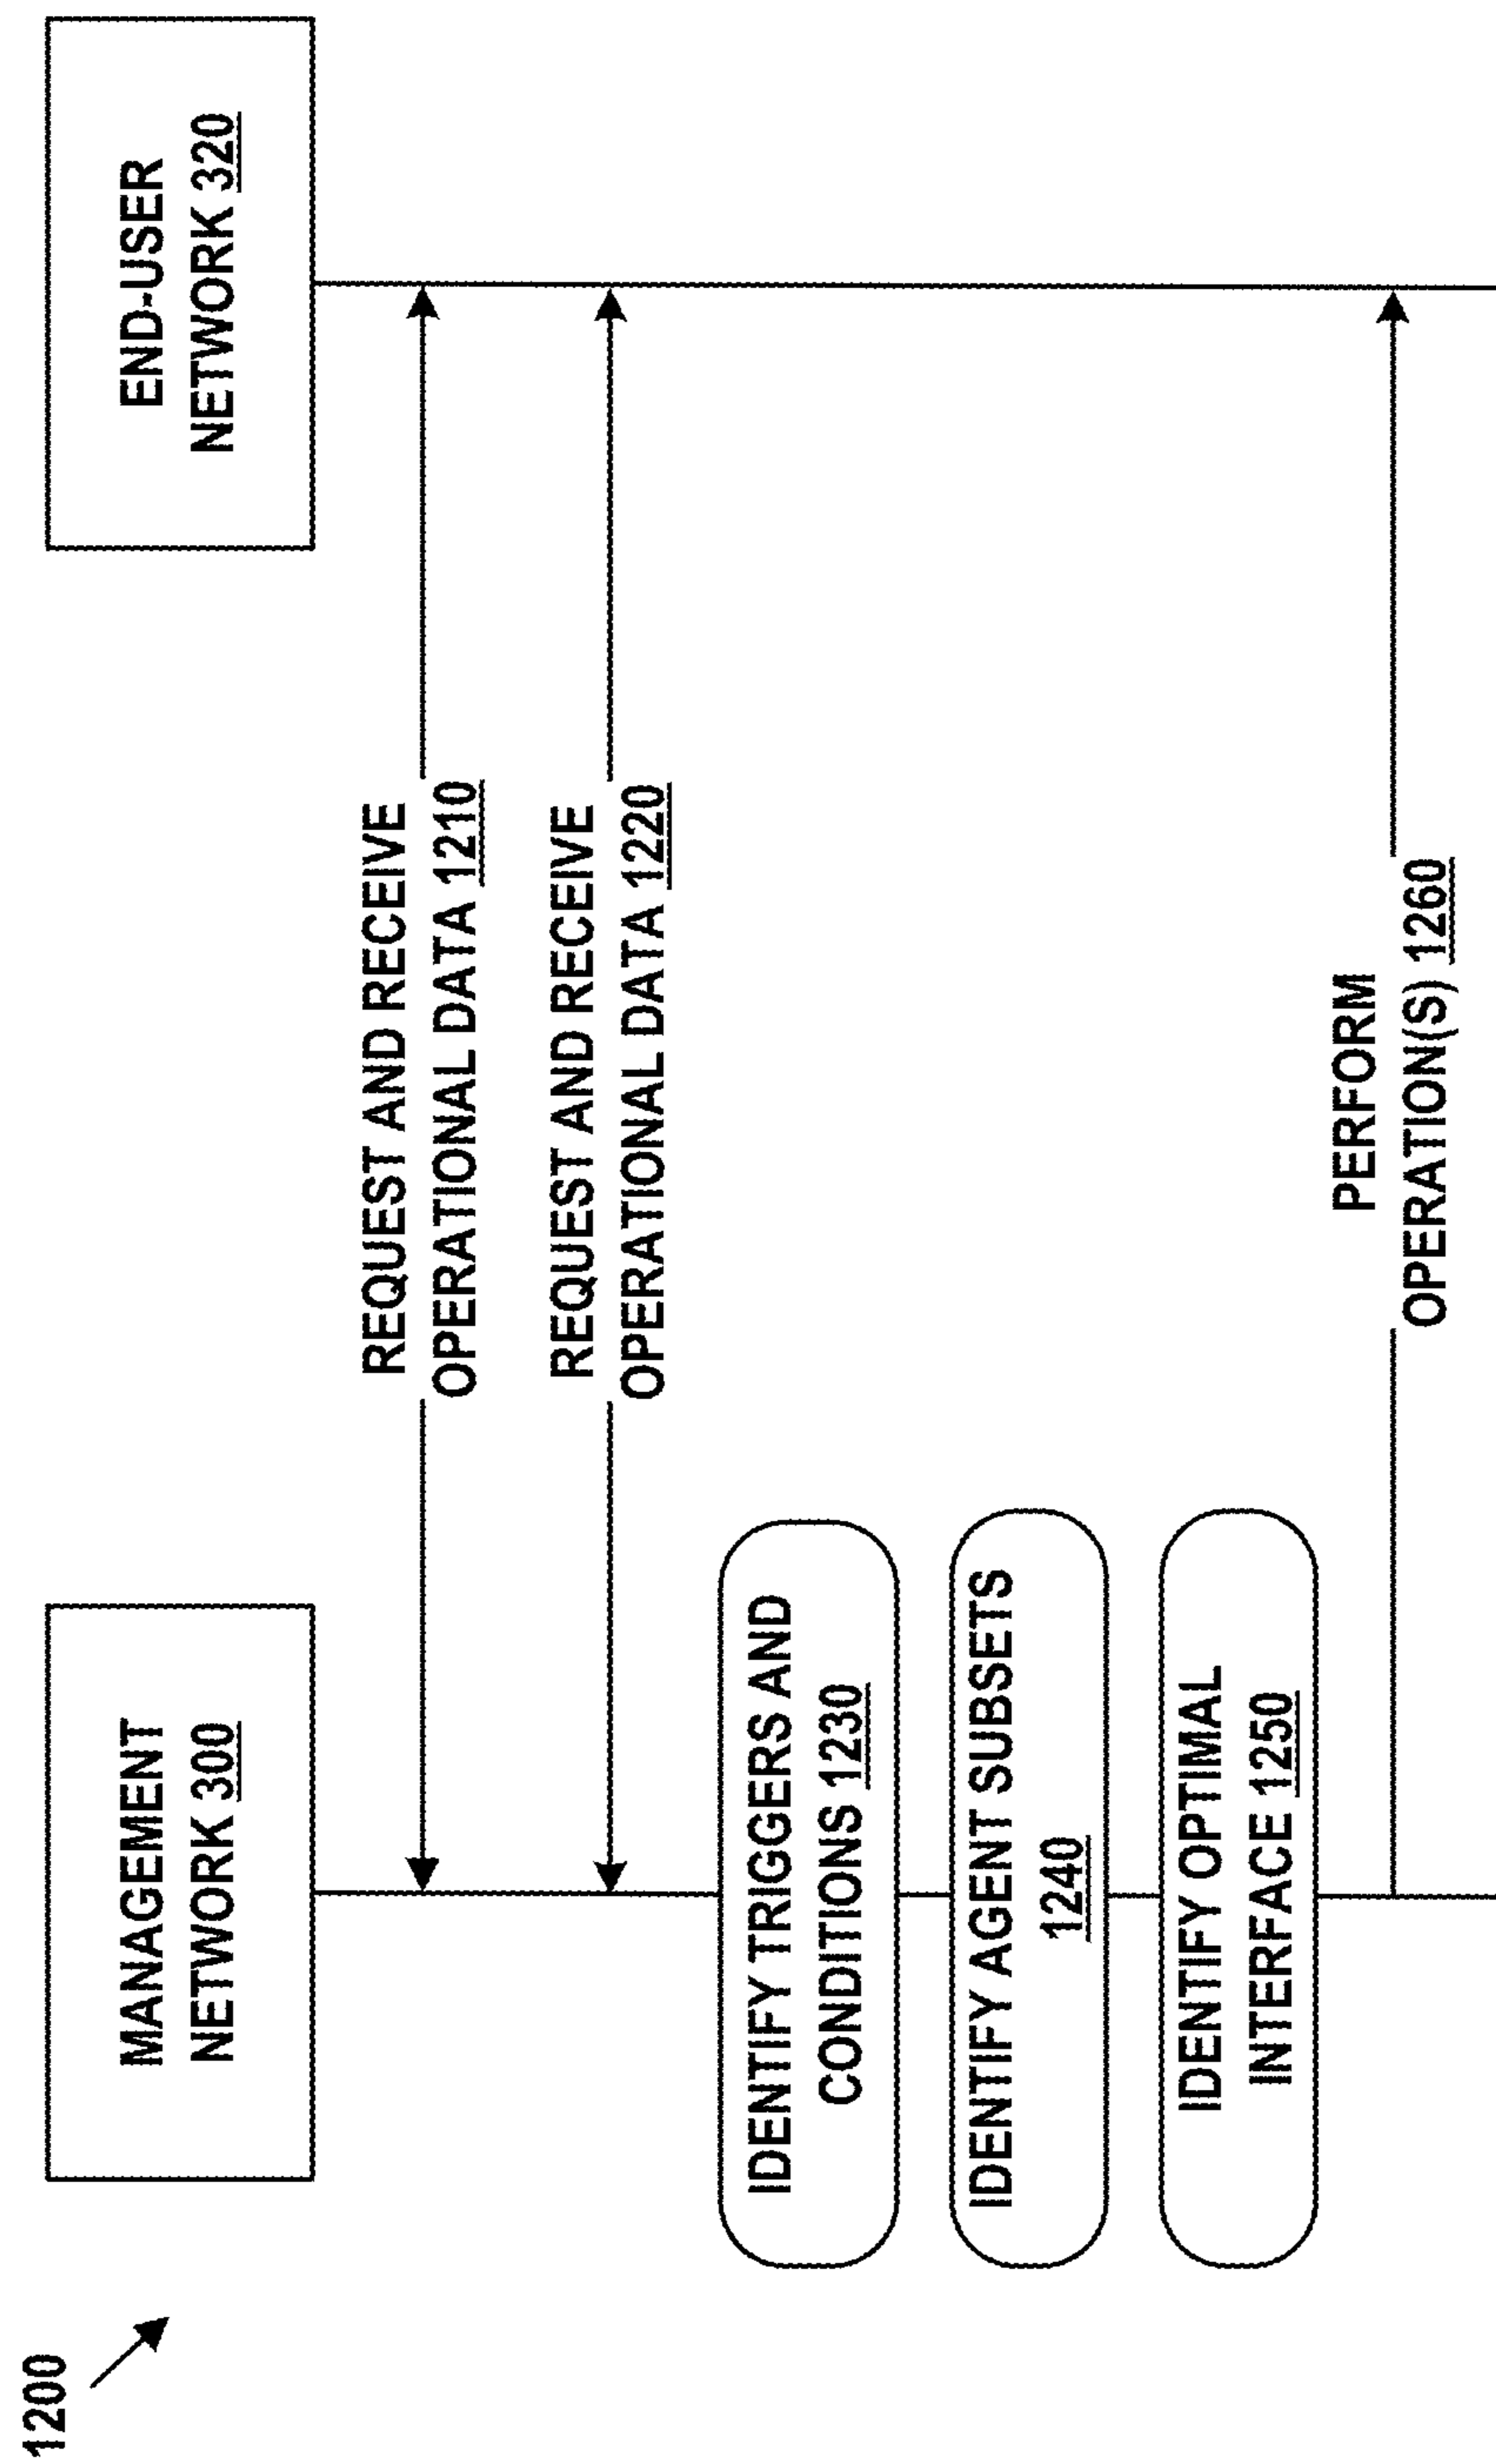 1200
MANAGEMENT
NETWORK 300
END-USER
NETWORK 320
REQUEST AND RECEIVE
OPERATIONAL DATA 1210
REQUEST AND RECEIVE
OPERATIONAL DATA 1220
IDENTIFY TRIGGERS AND
CONDITIONS 1230
IDENTIFY AGENT SUBSETS
1240
IDENTIFY OPTIMAL
INTERFACE 1250
PERFORM
OPERATION(S) 1260